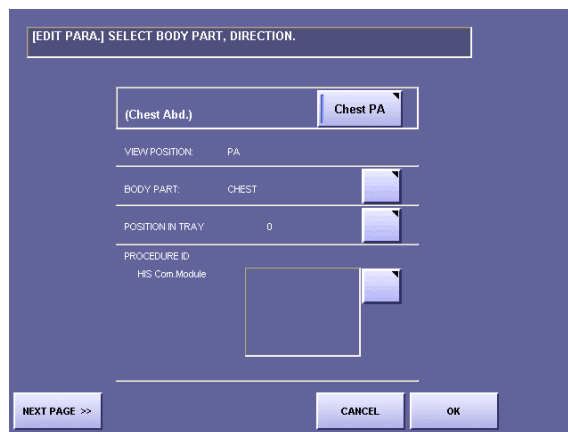 [EDIT PARA.] SELECT BODY PART, DIRECTION.
(Chest Abd.) Chest PA
VIEW POSITION: PA
BODY PART: CHEST
POSITION IN TRAY 0
PROCEDURE ID
HIS Com.Module
NEXT PAGE >> CANCEL OK